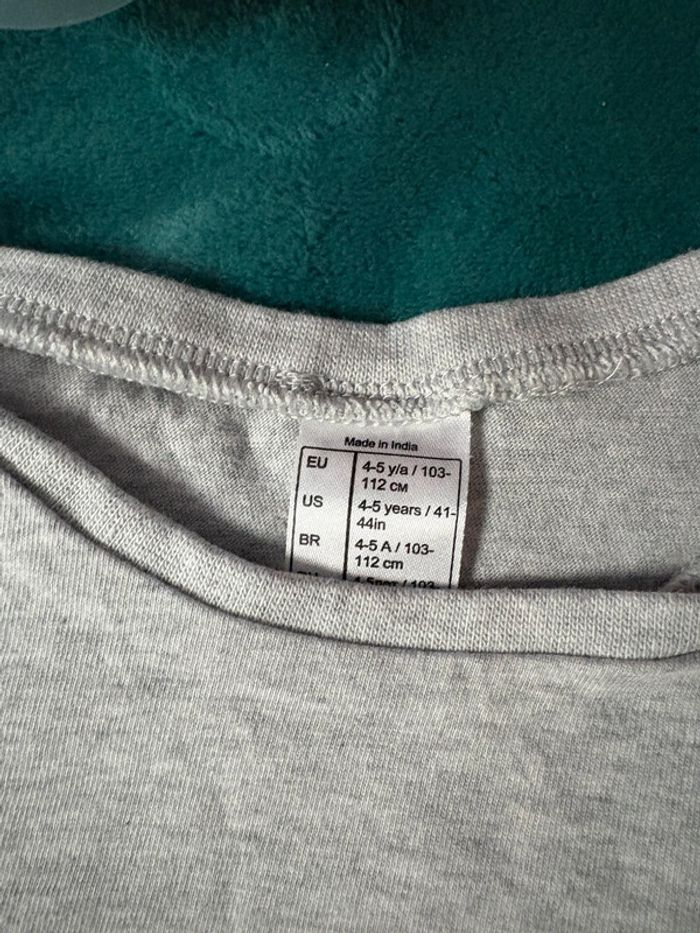 Made in India
EU 4-5 y/a / 103-
112 CM
US 4-5 years / 41-
44in
BR 4-5 A / 103-
112 cm